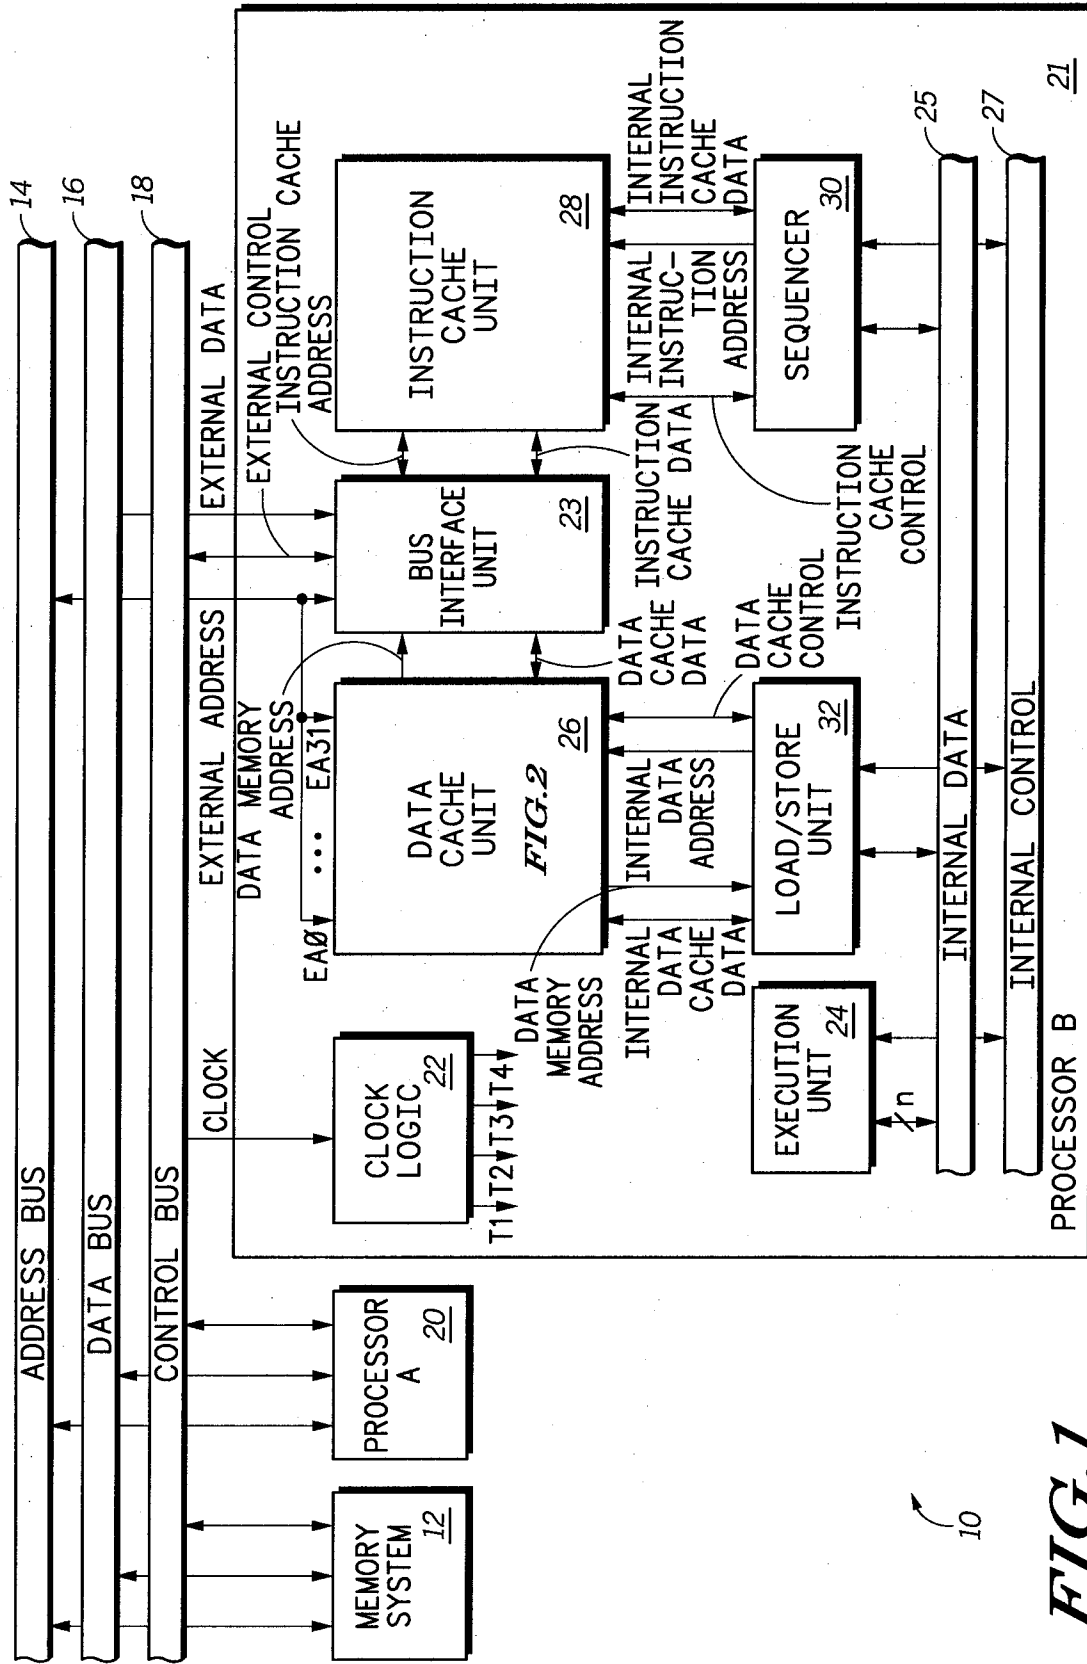 ADDRESS BUS
14
DATA BUS
16
CONTROL BUS
18
CLOCK
EXTERNAL ADDRESS
EXTERNAL DATA
EXTERNAL CONTROL
INSTRUCTION CACHE
ADDRESS
DATA MEMORY
ADDRESS
EAØ ... EA31
MEMORY
SYSTEM
12
PROCESSOR
A
20
CLOCK
LOGIC
22
T1
T2
T3
T4
DATA
CACHE
UNIT
FIG.2
26
BUS
INTERFACE
UNIT
23
INSTRUCTION
CACHE
UNIT
28
DATA
MEMORY
ADDRESS
INTERNAL
DATA
CACHE
DATA
INTERNAL
DATA
ADDRESS
DATA
CACHE
DATA
DATA
CACHE
CONTROL
INSTRUCTION
CACHE DATA
INTERNAL
INSTRUC-
TION
ADDRESS
INTERNAL
INSTRUCTION
CACHE
DATA
INSTRUCTION
CACHE
CONTROL
EXECUTION
UNIT
24
n
LOAD/STORE
UNIT
32
SEQUENCER
30
INTERNAL DATA
25
INTERNAL CONTROL
27
PROCESSOR B
21
10
FIG.1